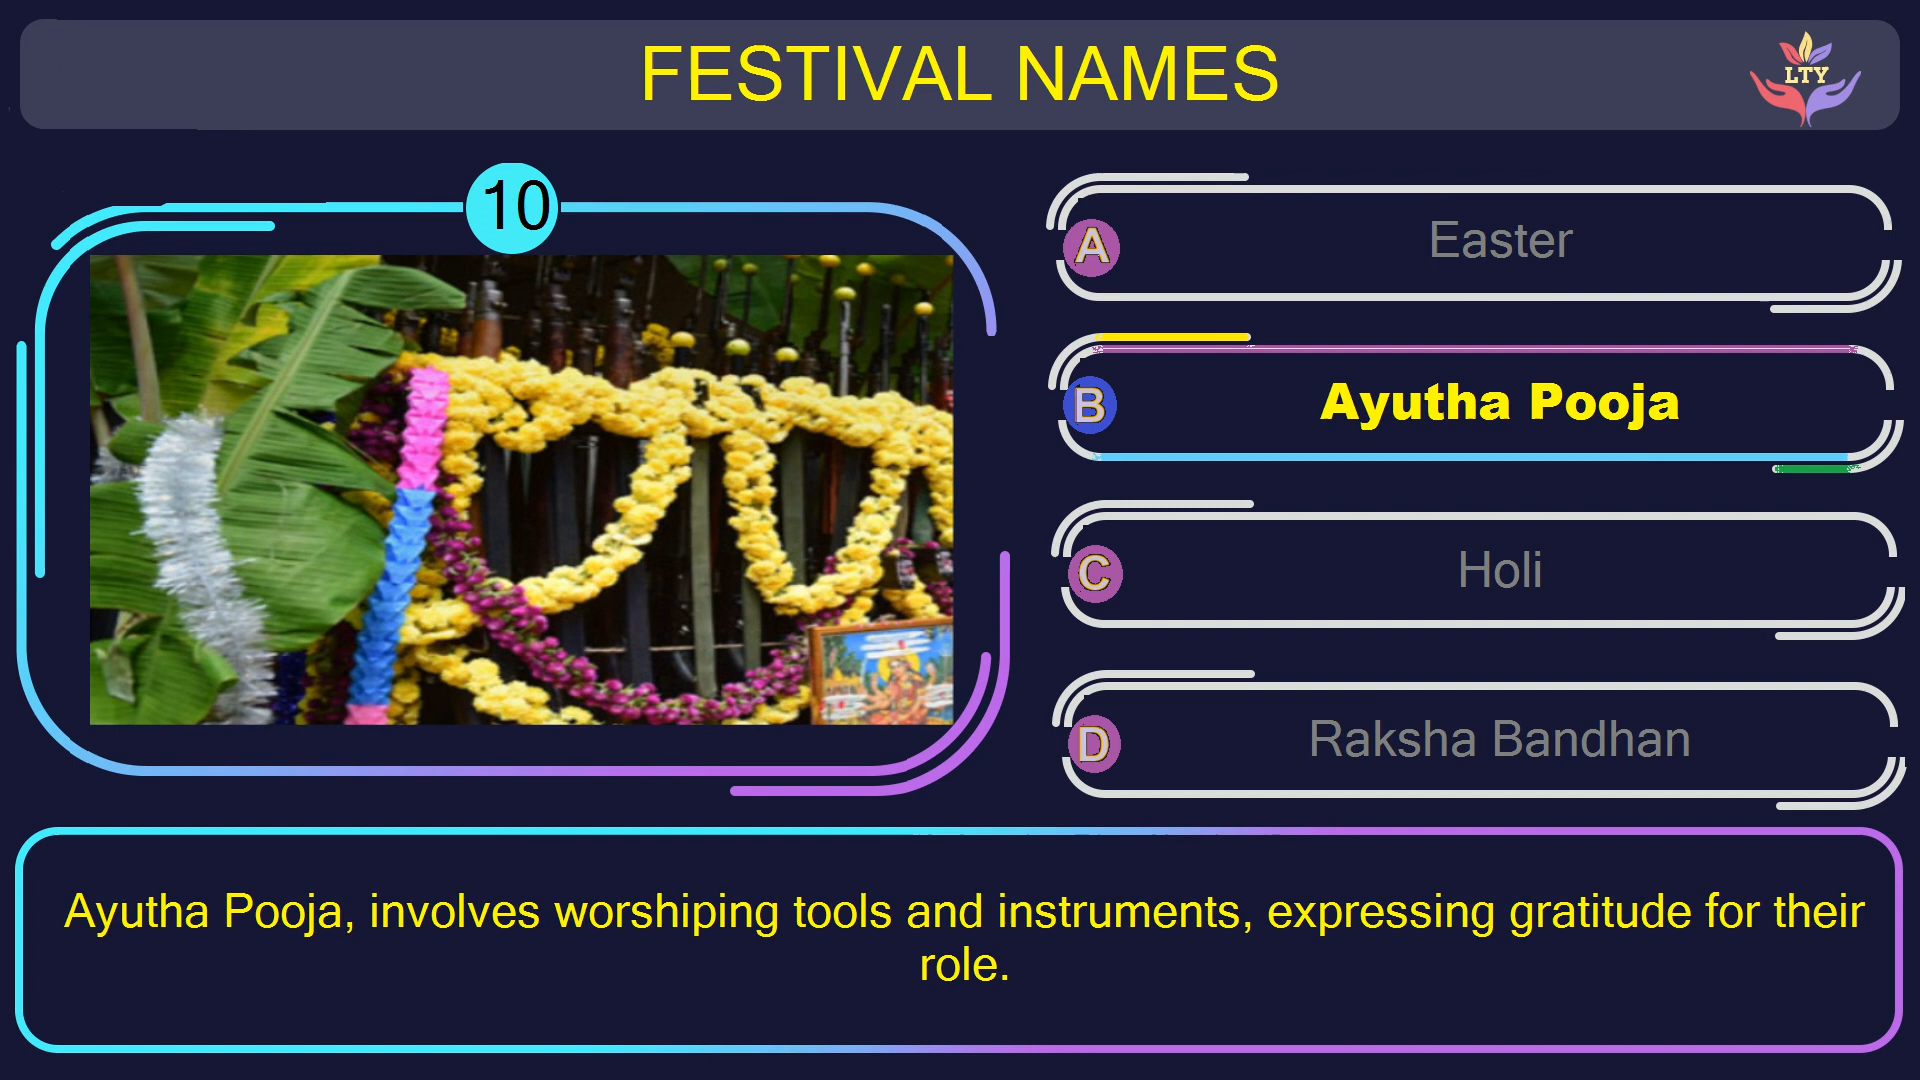 FESTIVAL NAMES
LTY
10
A
Easter
B
Ayutha Pooja
C
Holi
D
Raksha Bandhan
Ayutha Pooja, involves worshiping tools and instruments, expressing gratitude for their
role.